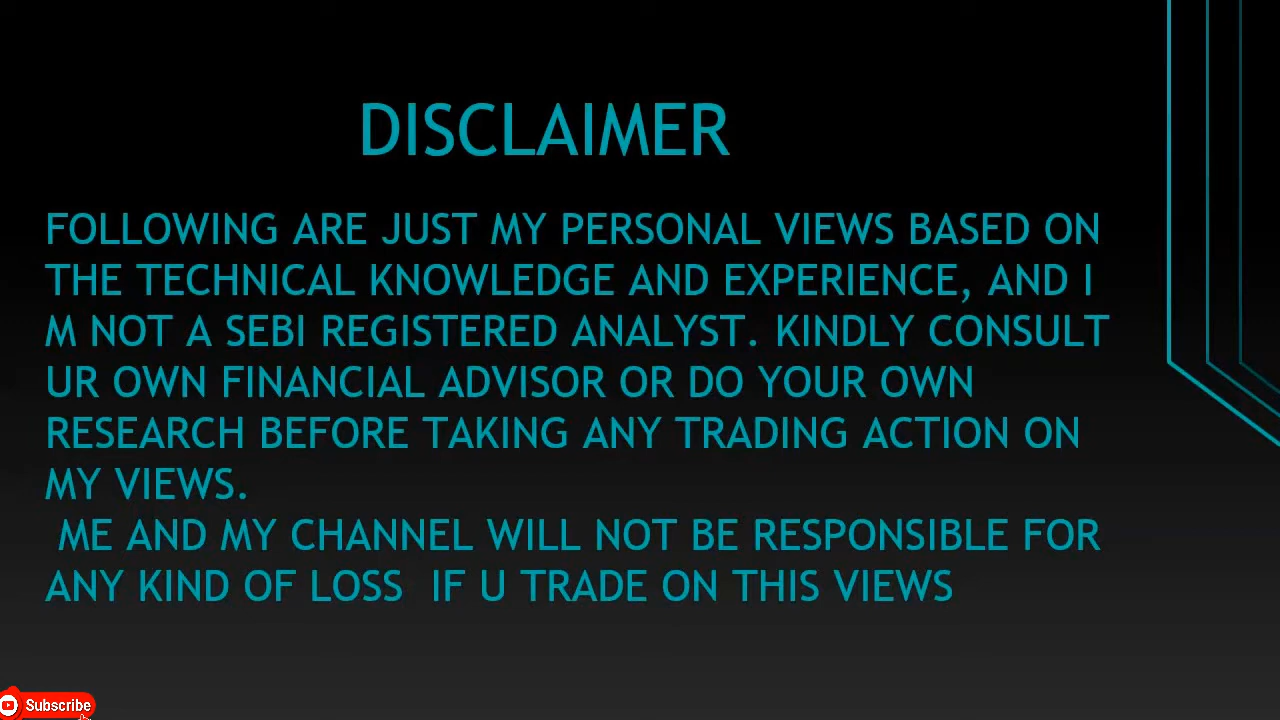 DISCLAIMER
FOLLOWING ARE JUST MY PERSONAL VIEWS BASED ON
THE TECHNICAL KNOWLEDGE AND EXPERIENCE, AND I
M NOT A SEBI REGISTERED ANALYST. KINDLY CONSULT
UR OWN FINANCIAL ADVISOR OR DO YOUR OWN
RESEARCH BEFORE TAKING ANY TRADING ACTION ON
MY VIEWS.
ME AND MY CHANNEL WILL NOT BE RESPONSIBLE FOR
ANY KIND OF LOSS  IF U TRADE ON THIS VIEWS
Subscribe